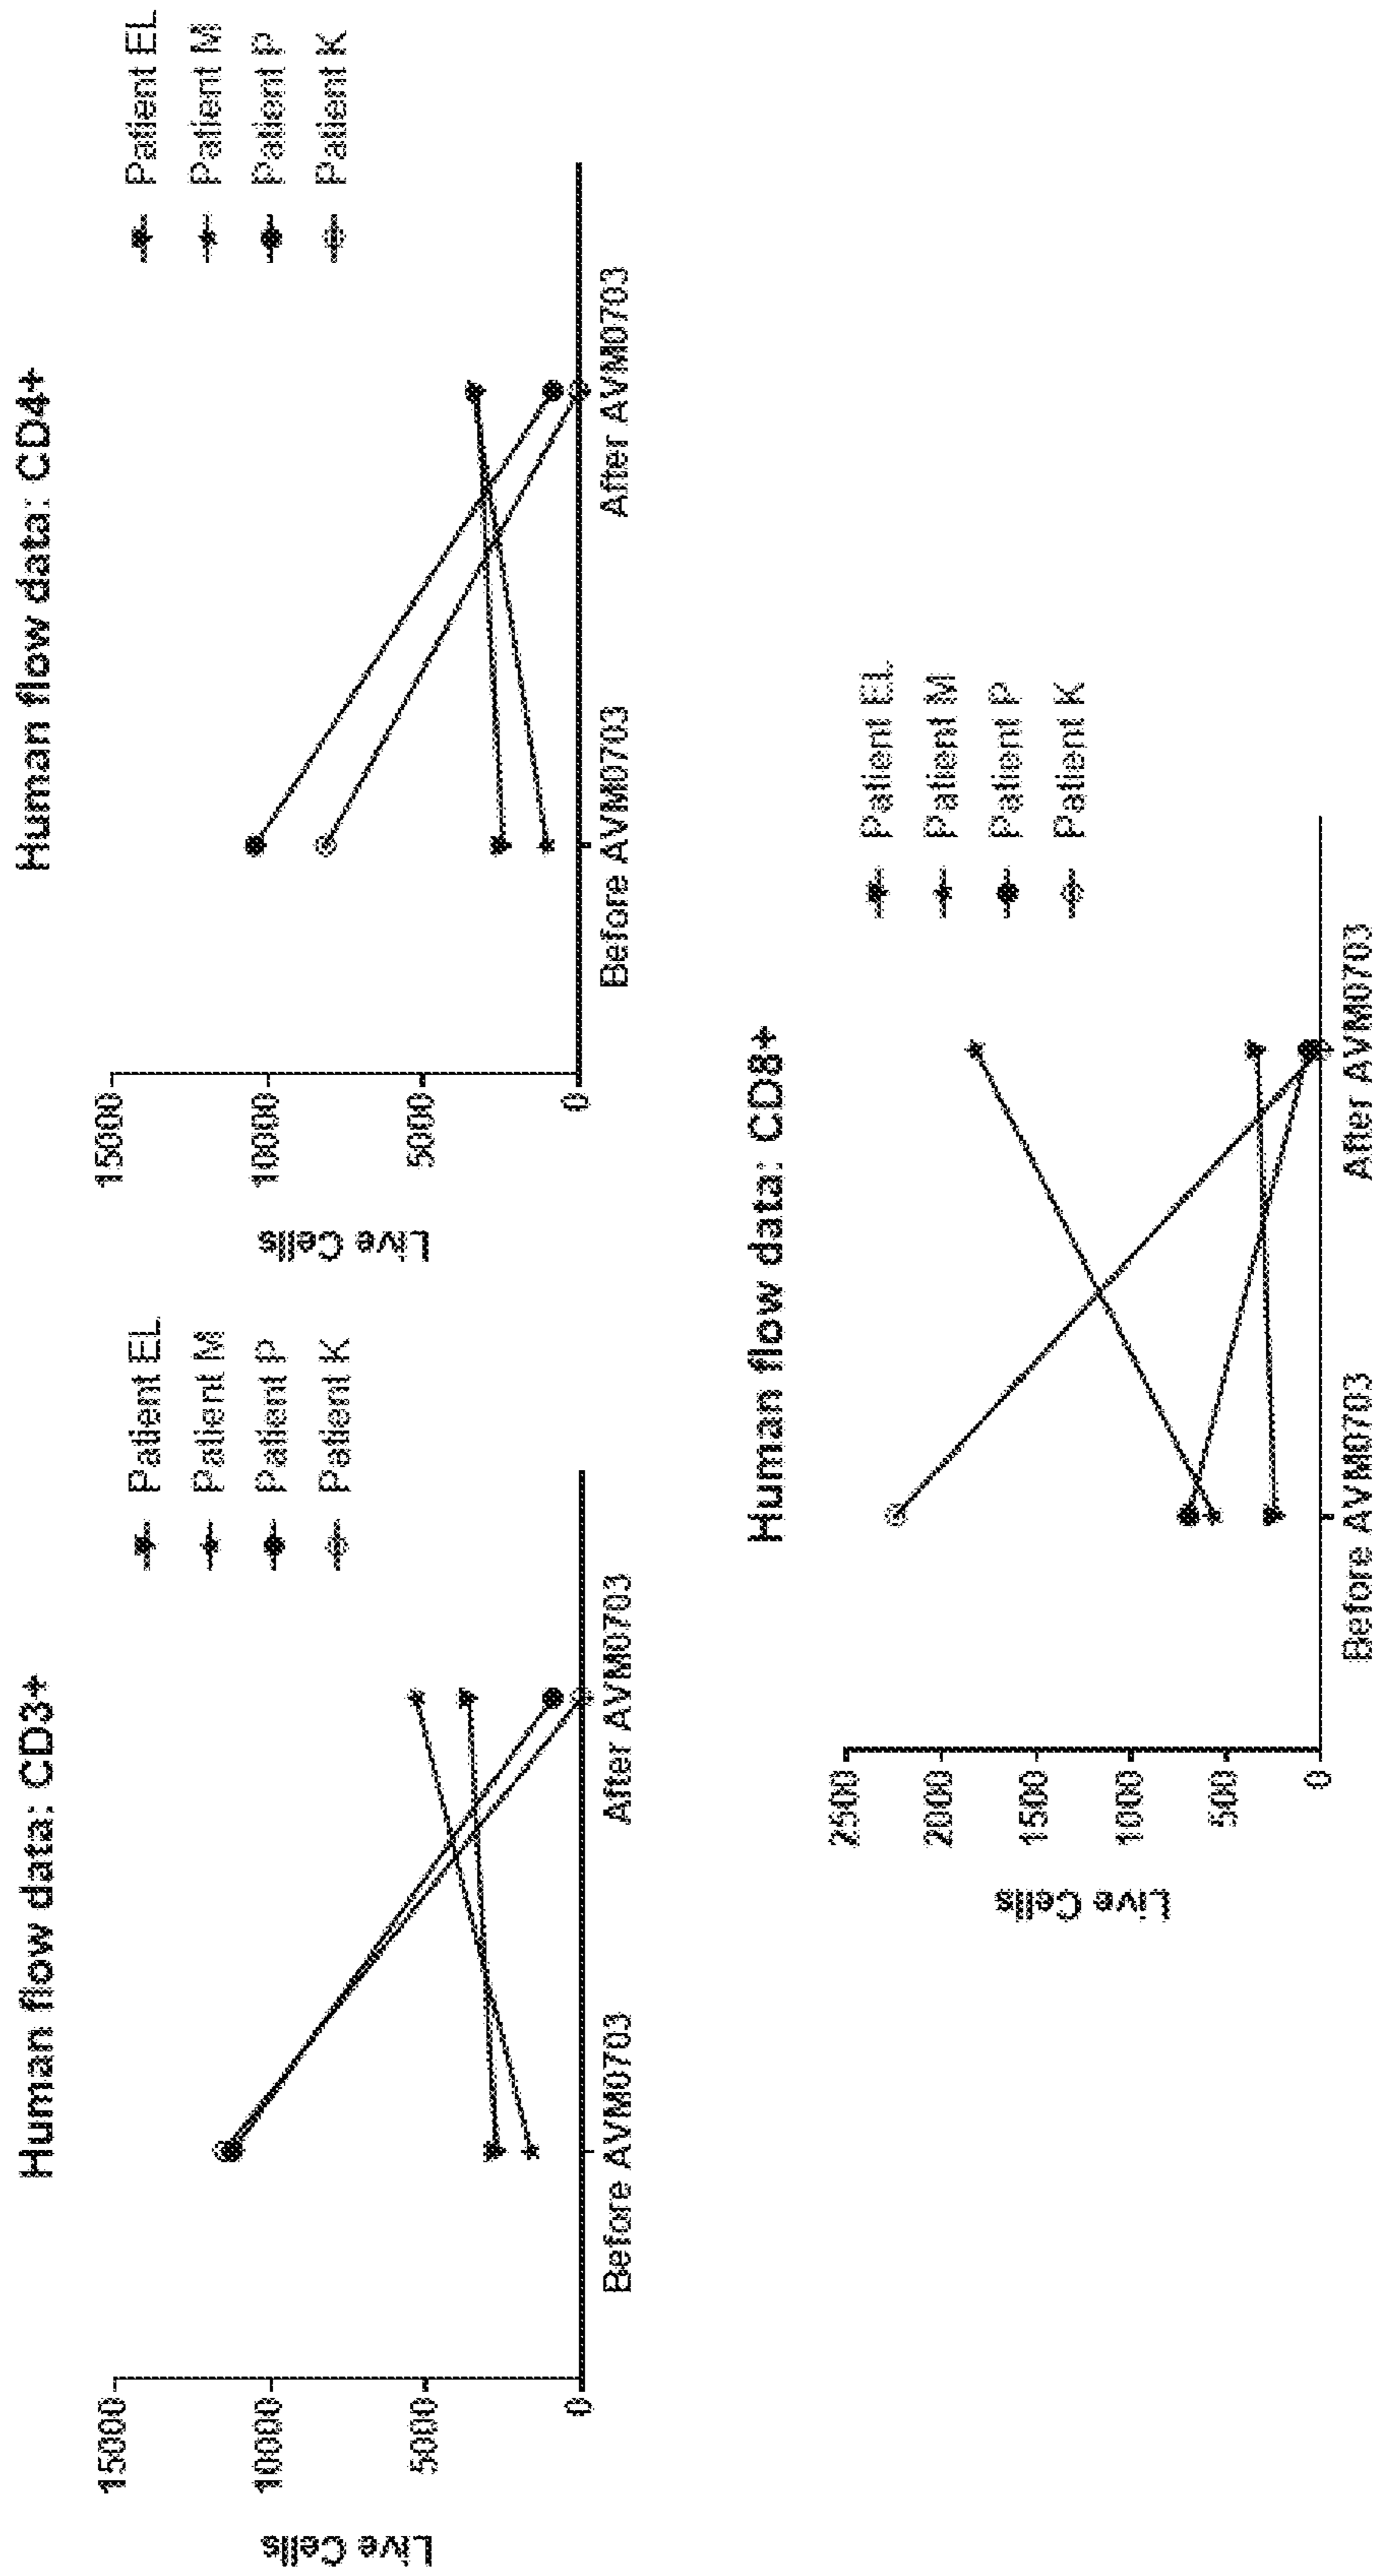 Human flow data: CD3+
Live Cells
15000
10000
5000
0
Before AVM0703
After AVM0703
Patient EL
Patient M
Patient P
Patient K
Human flow data: CD4+
Live Cells
15000
10000
5000
0
Before AVM0703
After AVM0703
Patient EL
Patient M
Patient P
Patient K
Human flow data: CD8+
Live Cells
2500
2000
1500
1000
500
0
Before AVM0703
After AVM0703
Patient EL
Patient M
Patient P
Patient K